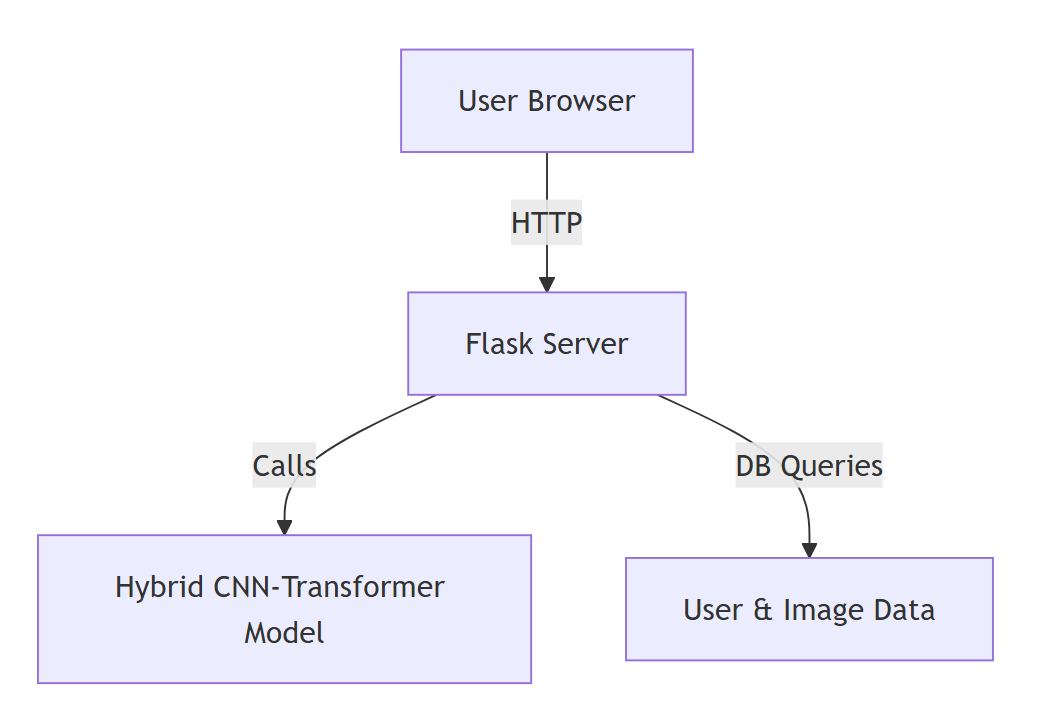 User Browser
HTTP
Flask Server
Calls
DB Queries
Hybrid CNN-Transformer
Model
User & Image Data